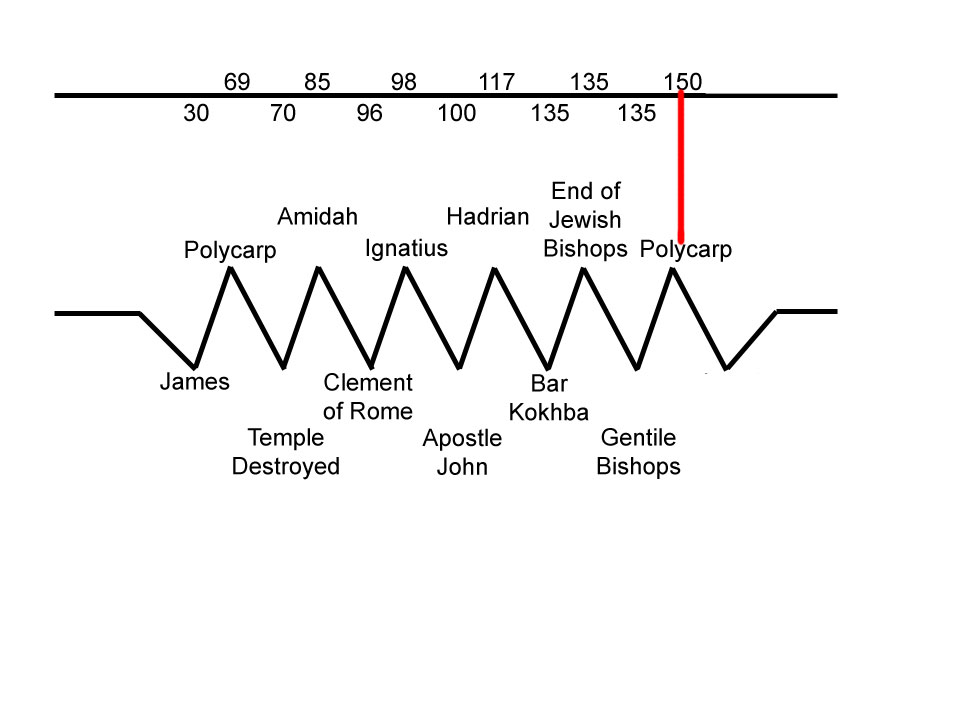 69 85 98 117 135 150
30 70 96 100 135 135
End of
Amidah Hadrian Jewish
Polycarp Ignatius Bishops Polycarp
James Clement Bar
of Rome Kokhba
Temple Apostle Gentile
Destroyed John Bishops